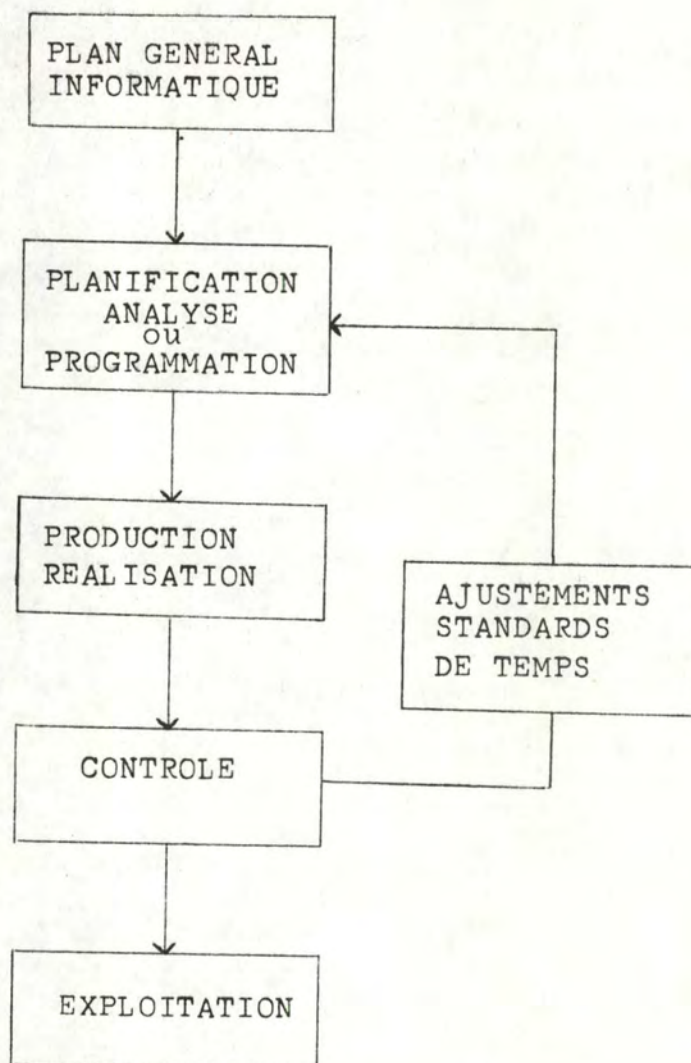 PLAN GENERAL
INFORMATIQUE
PLANIFICATION
ANALYSE
ou
PROGRAMMATION
PRODUCTION
REALISATION
AJUSTEMENTS
STANDARDS
DE TEMPS
CONTROLE
EXPLOITATION